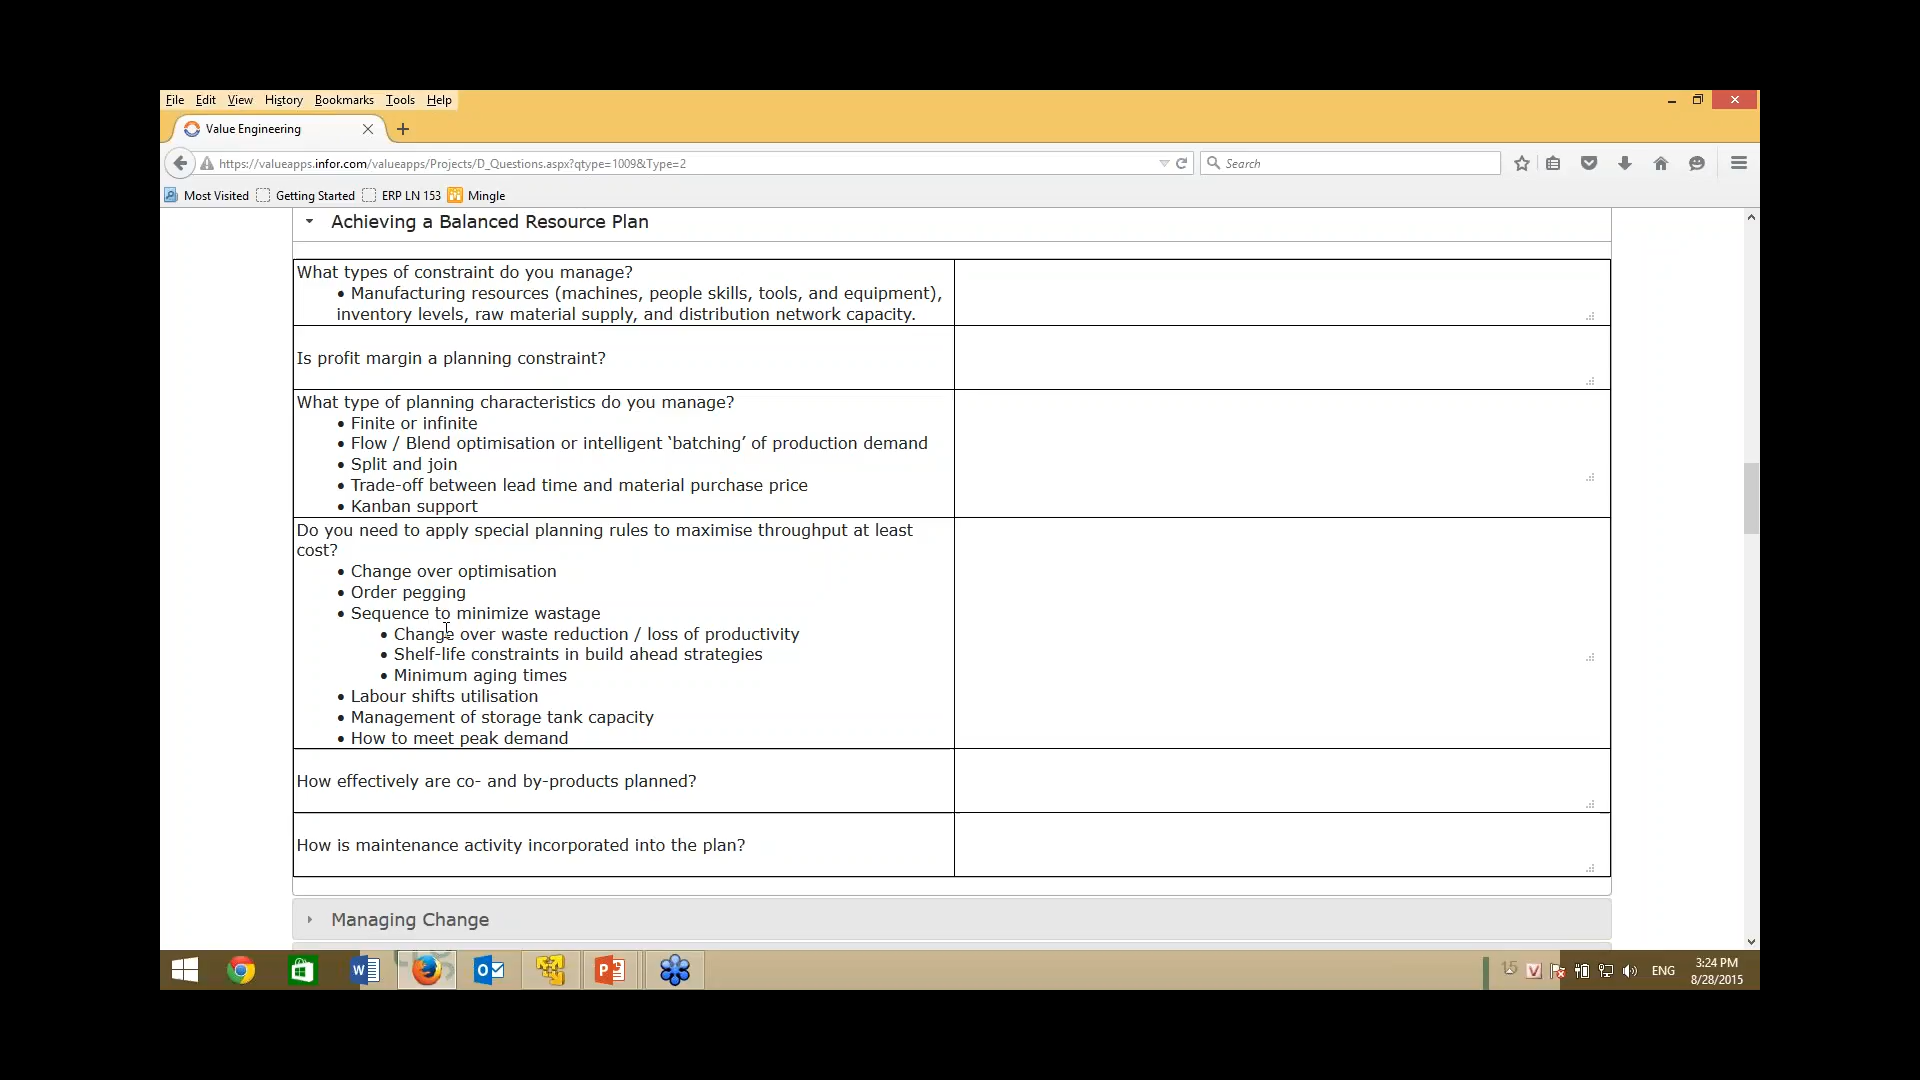 File Edit View History Bookmarks Tools Help
Value Engineering
https://valueapps.infor.com/valueapps/Projects/D_Questions.aspx?qtype=1009&Type=2
Search
Most Visited Getting Started ERP LN 153 Mingle
Achieving a Balanced Resource Plan
What types of constraint do you manage?
• Manufacturing resources (machines, people skills, tools, and equipment),
inventory levels, raw material supply, and distribution network capacity.
Is profit margin a planning constraint?
What type of planning characteristics do you manage?
• Finite or infinite
• Flow / Blend optimisation or intelligent ‘batching’ of production demand
• Split and join
• Trade-off between lead time and material purchase price
• Kanban support
Do you need to apply special planning rules to maximise throughput at least
cost?
• Change over optimisation
• Order pegging
• Sequence to minimize wastage
• Change over waste reduction / loss of productivity
• Shelf-life constraints in build ahead strategies
• Minimum aging times
• Labour shifts utilisation
• Management of storage tank capacity
• How to meet peak demand
How effectively are co- and by-products planned?
How is maintenance activity incorporated into the plan?
Managing Change
15 ENG 3:24 PM
8/28/2015